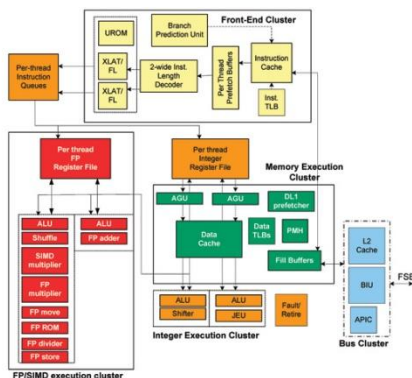 Front-End Cluster
UROM
Branch
Prediction Unit
Per-thread
Instruction
Queues
XLAT/
FL
XLAT/
FL
2-wide Inst.
Length
Decoder
Per Thread
Prefetch Buffers
Instruction
Cache
Inst.
TLB
Per thread
FP
Register File
Per thread
Integer
Register File
Memory Execution
Cluster
AGU
AGU
DL1
prefetcher
Data
Cache
Data
TLBs
PMH
Fill Buffers
ALU
Shuffle
SIMD
multiplier
FP
multiplier
FP move
FP ROM
FP divider
FP store
ALU
FP adder
ALU
Shifter
ALU
JEU
Fault/
Retire
Integer Execution Cluster
L2
Cache
BIU
APIC
FSB
Bus Cluster
FP/SIMD execution cluster